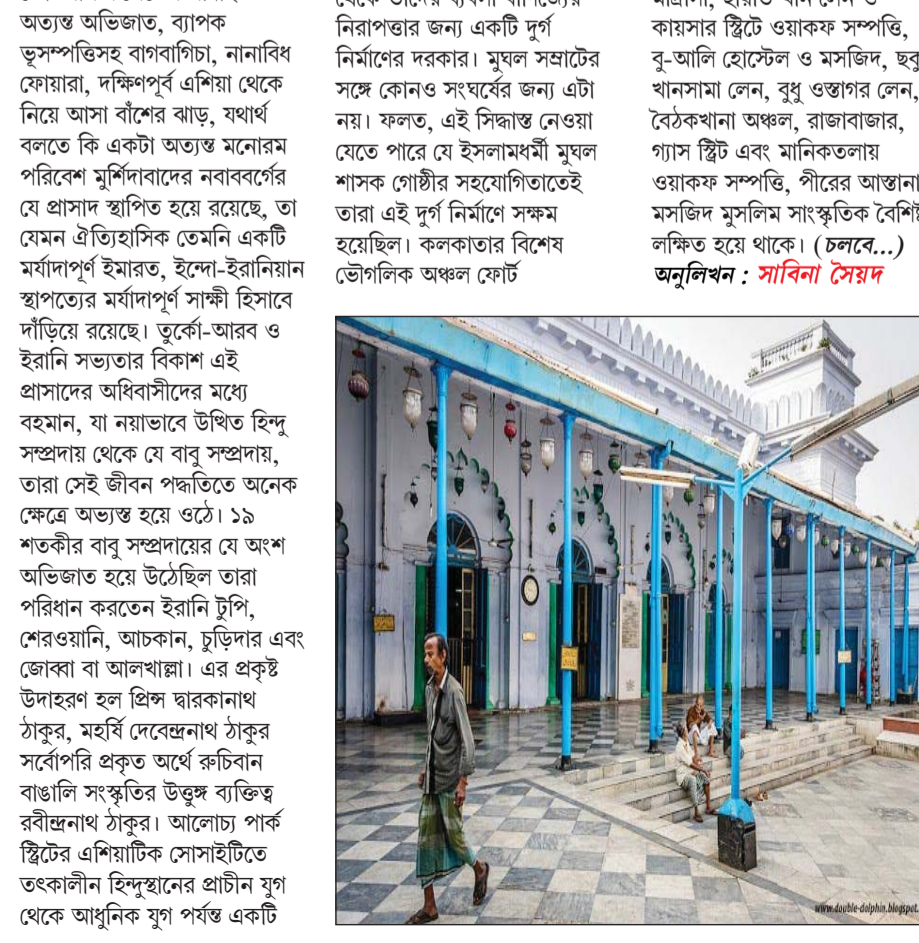 অত্যন্ত অভিজাত, ব্যাপক
ভূসম্পত্তিসহ বাগবাগিচা, নানাবিধ
ফোয়ারা, দক্ষিণপূর্ব এশিয়া থেকে
নিয়ে আসা বাঁশের ঝাড়, যথার্থ
বলতে কি একটা অত্যন্ত মনোরম
পরিবেশ মুর্শিদাবাদের নবাববর্গের
যে প্রাসাদ স্থাপিত হয়ে রয়েছে, তা
যেমন ঐতিহাসিক তেমনি একটি
মর্যাদাপূর্ণ ইমারত, ইন্দো-ইরানিয়ান
স্থাপত্যের মর্যাদাপূর্ণ সাক্ষী হিসাবে
দাঁড়িয়ে রয়েছে। তুর্কো-আরব ও
ইরানি সভ্যতার বিকাশ এই
প্রাসাদের অধিবাসীদের মধ্যে
বহমান, যা নয়াভাবে উত্থিত হিন্দু
সম্প্রদায় থেকে যে বাবু সম্প্রদায়,
তারা সেই জীবন পদ্ধতিতে অনেক
ক্ষেত্রে অভ্যস্ত হয়ে ওঠে। ১৯
শতকীর বাবু সম্প্রদায়ের যে অংশ
অভিজাত হয়ে উঠেছিল তারা
পরিধান করতেন ইরানি টুপি,
শেরওয়ানি, আচকান, চুড়িদার এবং
জোব্বা বা আলখাল্লা। এর প্রকৃষ্ট
উদাহরণ হল প্রিন্স দ্বারকানাথ
ঠাকুর, মহর্ষি দেবেন্দ্রনাথ ঠাকুর
সর্বোপরি প্রকৃত অর্থে রুচিবান
বাঙালি সংস্কৃতির উত্তুঙ্গ ব্যক্তিত্ব
রবীন্দ্রনাথ ঠাকুর। আলোচ্য পার্ক
স্ট্রিটের এশিয়াটিক সোসাইটিতে
তৎকালীন হিন্দুস্থানের প্রাচীন যুগ
থেকে আধুনিক যুগ পর্যন্ত একটি
থেকে তাদের ব্যবসা বাণিজ্যের
নিরাপত্তার জন্য একটি দুর্গ
নির্মাণের দরকার। মুঘল সম্রাটের
সঙ্গে কোনও সংঘর্ষের জন্য এটা
নয়। ফলত, এই সিদ্ধান্ত নেওয়া
যেতে পারে যে ইসলামধর্মী মুঘল
শাসক গোষ্ঠীর সহযোগিতাতেই
তারা এই দুর্গ নির্মাণে সক্ষম
হয়েছিল। কলকাতার বিশেষ
ভৌগলিক অঞ্চল ফোর্ট
মাদ্রাসা, হায়াত খান লেন ও
কায়সার স্ট্রিটে ওয়াকফ সম্পত্তি,
বু-আলি হোস্টেল ও মসজিদ, ছবু
খানসামা লেন, বুধু ওস্তাগর লেন,
বৈঠকখানা অঞ্চল, রাজাবাজার,
গ্যাস স্ট্রিট এবং মানিকতলায়
ওয়াকফ সম্পত্তি, পীরের আস্তানা
মসজিদ মুসলিম সাংস্কৃতিক
লক্ষিত হয়ে থাকে। (চলবে...)
অনুলিখন : সাবিনা সৈয়দ
www.double-dolphin.blogspot.